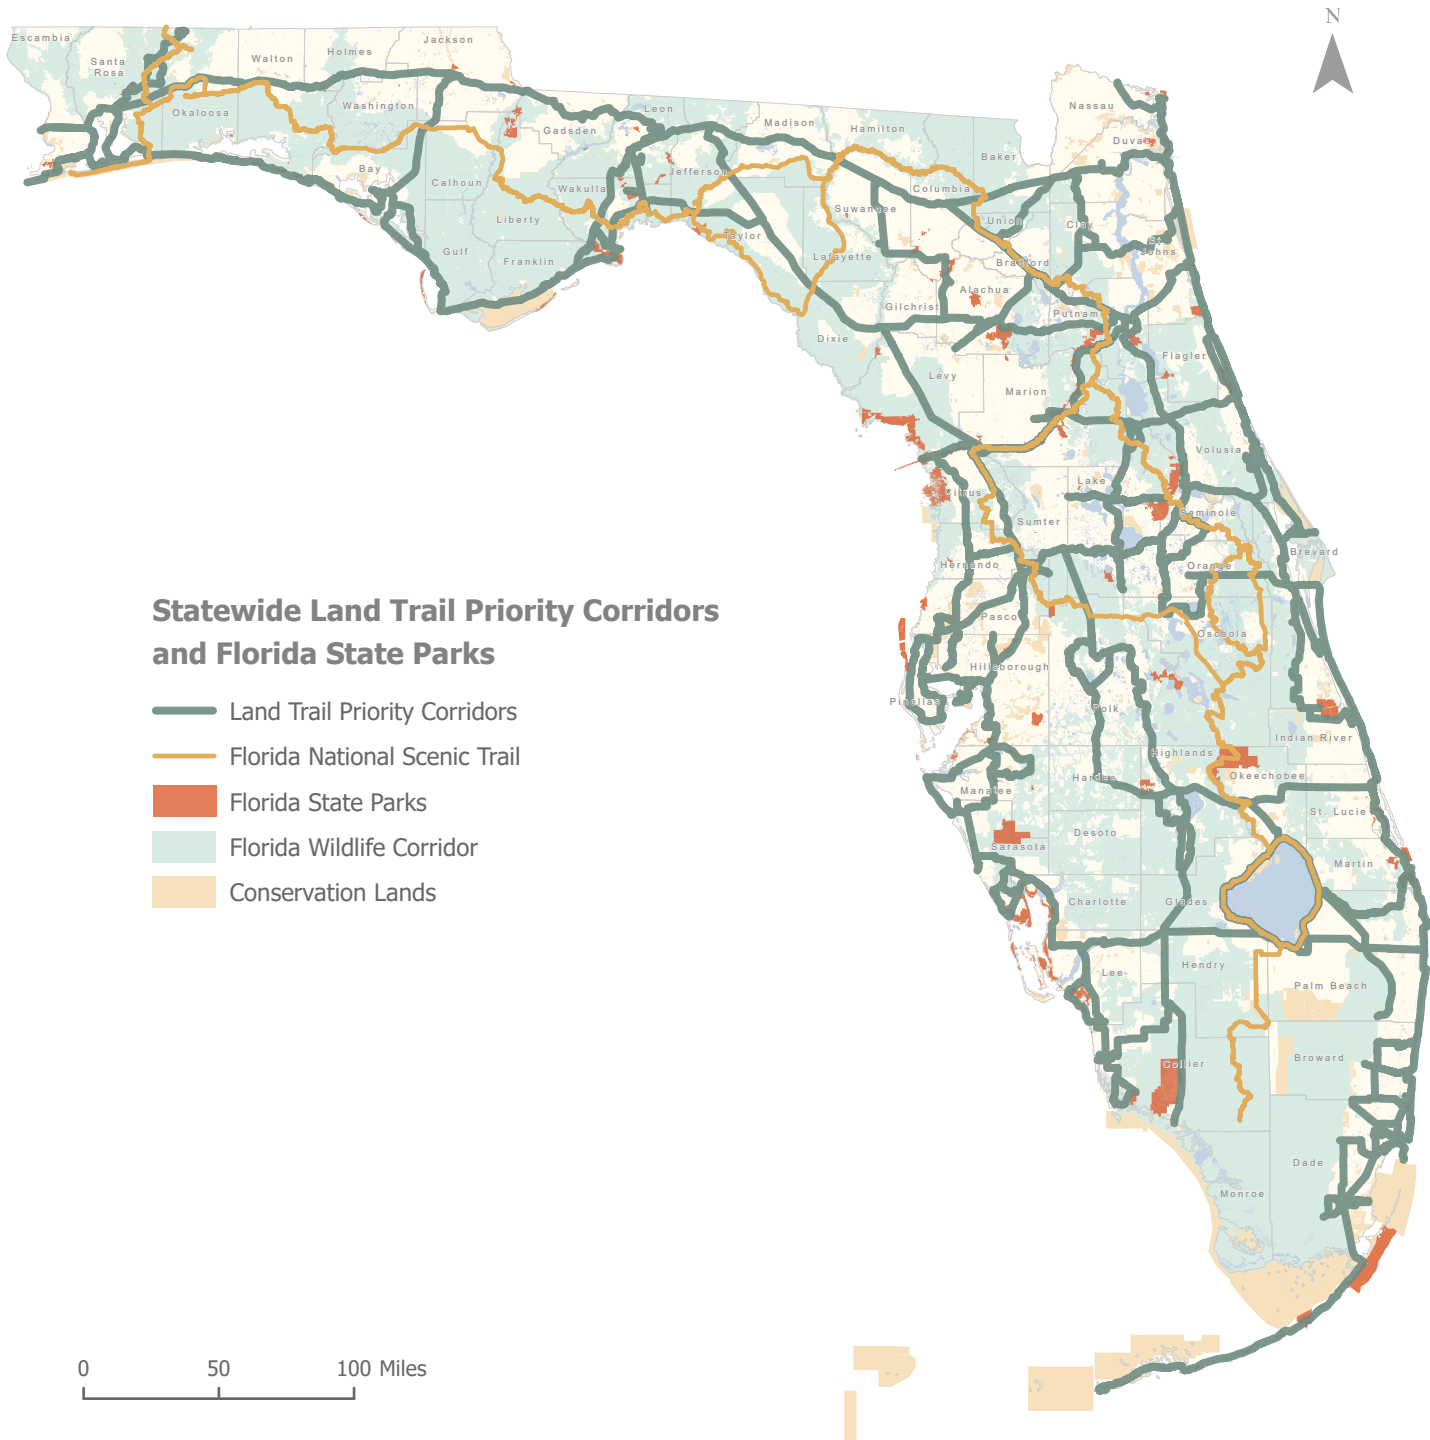 N
Escambia
Santa
Rosa
Okaloosa
Walton
Holmes
Jackson
Washington
Bay
Calhoun
Gulf
Gadsden
Liberty
Franklin
Leon
Wakulla
Jefferson
Madison
Taylor
Hamilton
Suwannee
Lafayette
Dixie
Columbia
Baker
Nassau
Duval
Union
Bradford
Clay
St.
Johns
Gilchrist
Alachua
Putnam
Flagler
Levy
Marion
Volusia
Citrus
Lake
Sumter
Seminole
Hernando
Orange
Brevard
Pasco
Osceola
Hillsborough
Pinellas
Polk
Indian River
Highlands
Okeechobee
Hardee
Manatee
St. Lucie
Desoto
Sarasota
Martin
Charlotte
Glades
Lee
Hendry
Palm Beach
Collier
Broward
Dade
Monroe
Statewide Land Trail Priority Corridors
and Florida State Parks
Land Trail Priority Corridors
Florida National Scenic Trail
Florida State Parks
Florida Wildlife Corridor
Conservation Lands
0 50 100 Miles